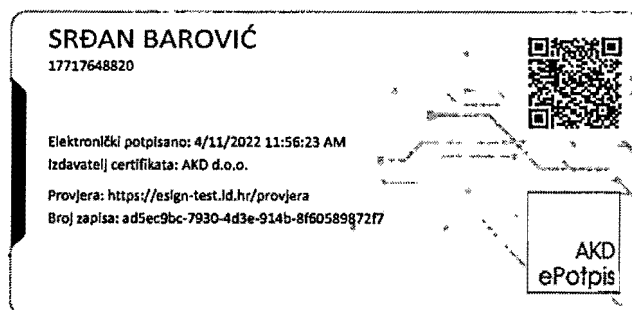 SRĐAN BAROVIĆ
17717648820
Elektronički potpisano: 4/11/2022 11:56:23 AM
Izdavatelj certifikata: AKD d.o.o.
Provjera: https://esign-test.id.hr/provjera
Broj zapisa: ad5ec9bc-7930-4d3e-914b-8f60589872f7
AKD
ePotpis